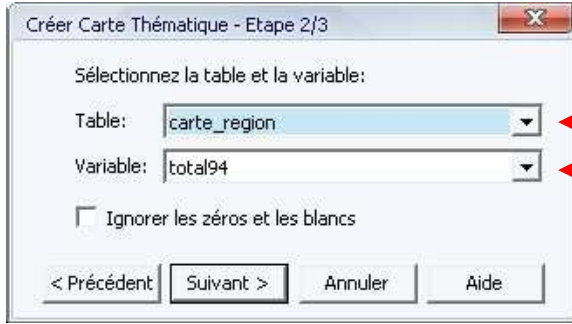 Créer Carte Thématique - Etape 2/3
Sélectionnez la table et la variable:
Table: carte_region
Variable: total94
Ignorer les zéros et les blancs
< Précédent Suivant > Annuler Aide